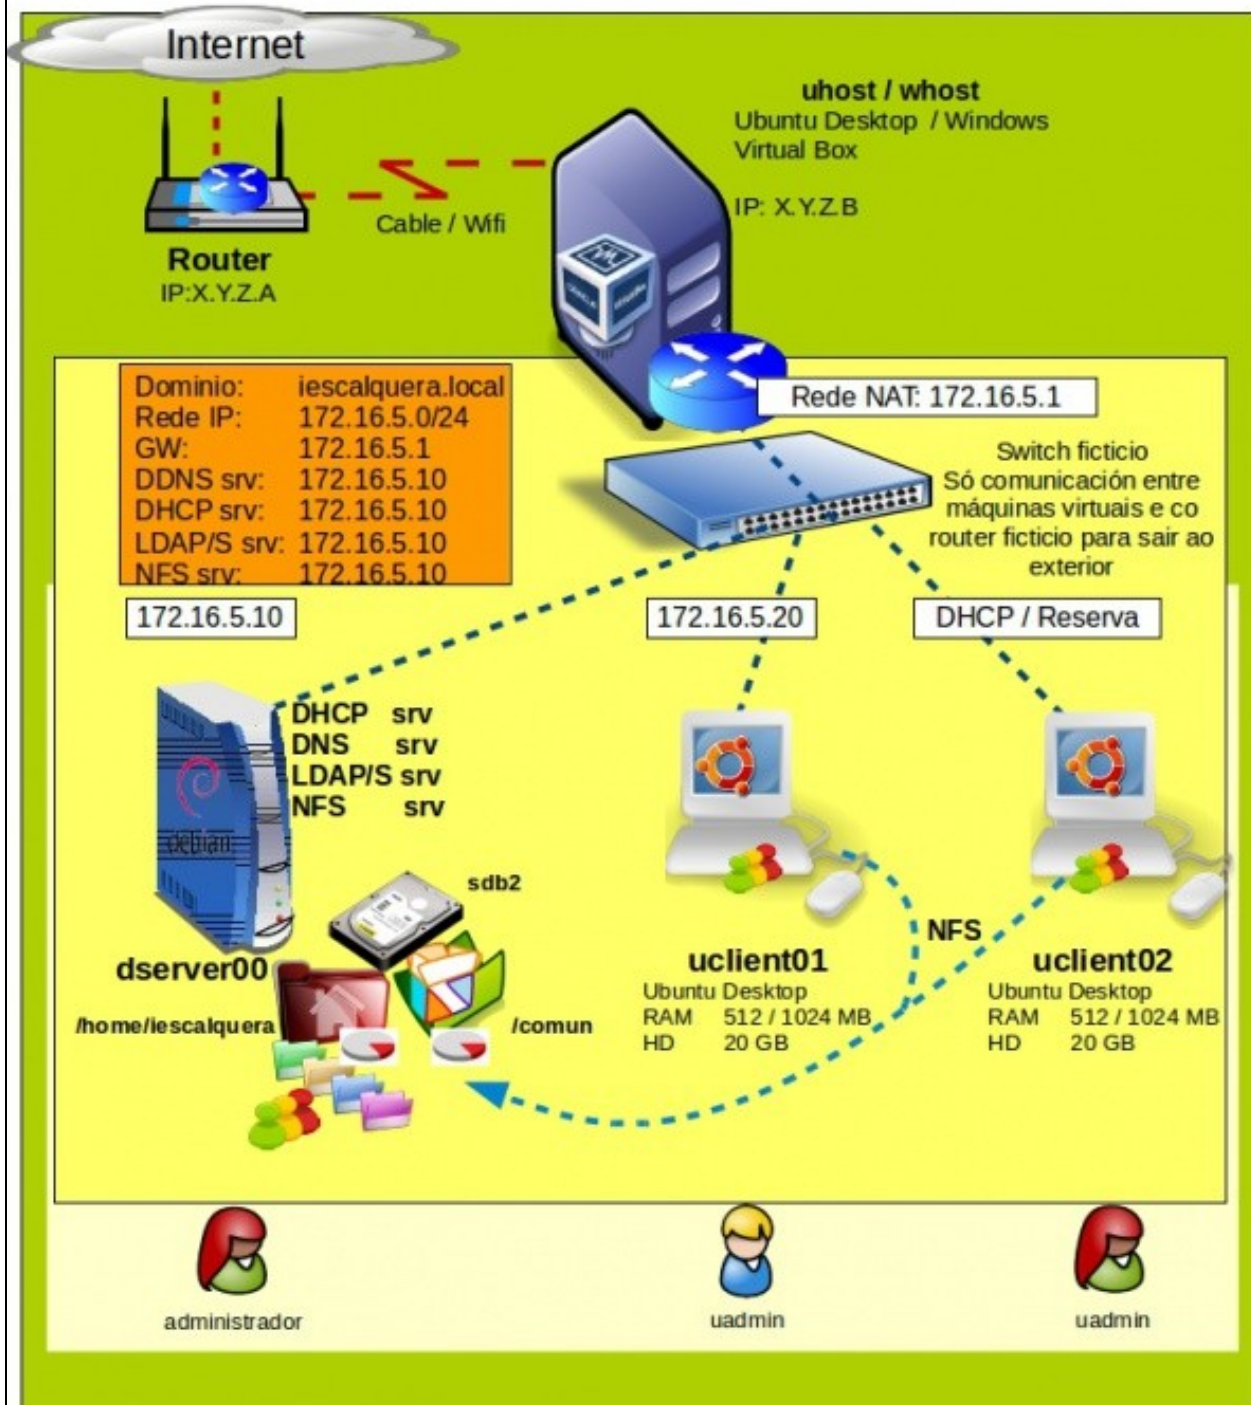 Internet
uhost / whost
Ubuntu Desktop / Windows
Virtual Box
IP: X.Y.Z.B
Cable / Wifi
Router
IP:X.Y.Z.A
Dominio: iescalquera.local
Rede IP: 172.16.5.0/24
GW: 172.16.5.1
DDNS srv: 172.16.5.10
DHCP srv: 172.16.5.10
LDAP/S srv: 172.16.5.10
NFS srv: 172.16.5.10
Rede NAT: 172.16.5.1
Switch ficticio
Só comunicación entre
máquinas virtuais e co
router ficticio para sair ao
exterior
172.16.5.10
172.16.5.20
DHCP / Reserva
DHCP srv
DNS srv
LDAP/S srv
NFS srv
debian
sdb2
dserver00
/home/iescalquera
/comun
NFS
uclient01
Ubuntu Desktop
RAM 512 / 1024 MB
HD 20 GB
uclient02
Ubuntu Desktop
RAM 512 / 1024 MB
HD 20 GB
administrador
uadmin
uadmin